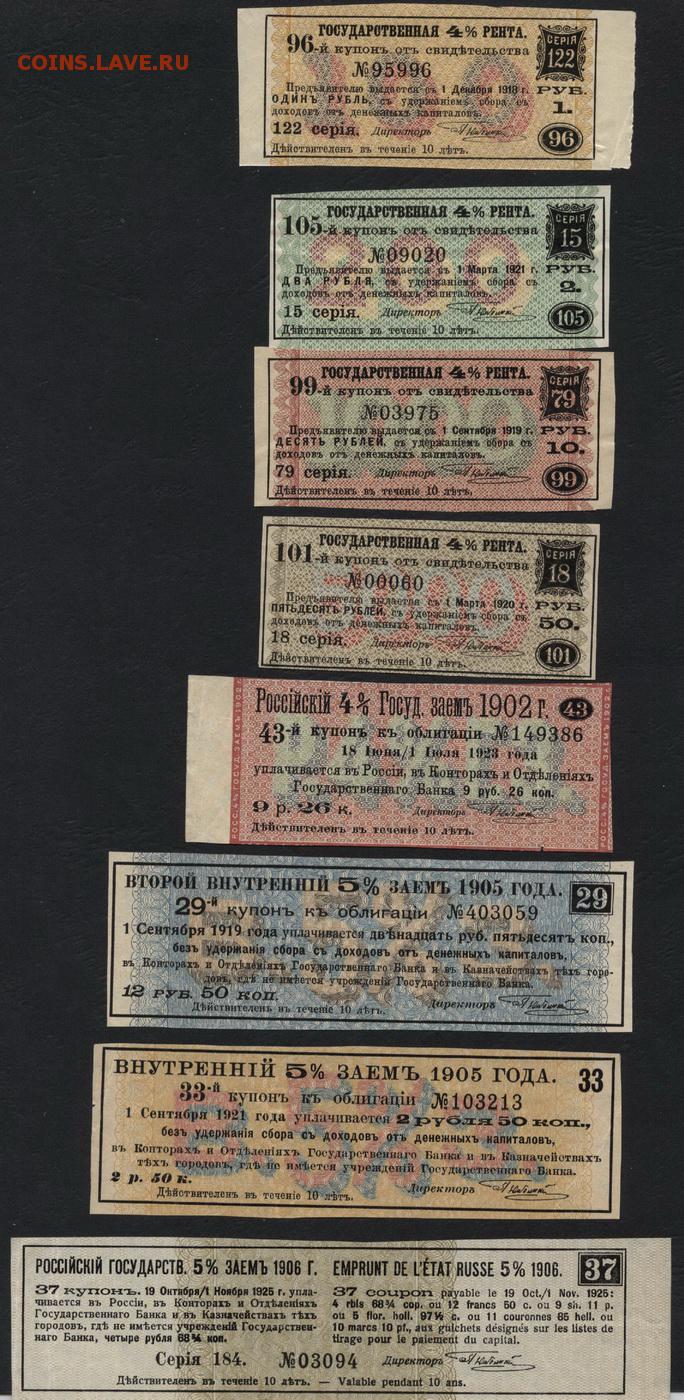 COINS.LAVE.RU
ГОСУДАРСТВЕННАЯ 4% РЕНТА.
96-й купонъ отъ свидѣтельства
№95996
Предъявителю выдается съ 1 Декабря 1918 г.
ОДИНЪ РУБЛЬ, съ удержаніемъ сбора съ
доходовъ отъ денежныхъ капиталовъ.
122 серія. Директоръ
Дѣйствителенъ въ теченіе 10 лѣтъ.
СЕРІЯ
122
РУБ.
1.
96
ГОСУДАРСТВЕННАЯ 4% РЕНТА.
105-й купонъ отъ свидѣтельства
№09020
Предъявителю выдается съ 1 Марта 1921 г.
ДВА РУБЛЯ, съ удержаніемъ сбора съ
доходовъ отъ денежныхъ капиталовъ.
15 серія. Директоръ
Дѣйствителенъ въ теченіе 10 лѣтъ.
СЕРІЯ
15
РУБ.
2.
105
ГОСУДАРСТВЕННАЯ 4% РЕНТА.
99-й купонъ отъ свидѣтельства
№03975
Предъявителю выдается съ 1 Сентября 1919 г.
ДЕСЯТЬ РУБЛЕЙ, съ удержаніемъ сбора съ
доходовъ отъ денежныхъ капиталовъ.
79 серія. Директоръ
Дѣйствителенъ въ теченіе 10 лѣтъ.
СЕРІЯ
79
РУБ.
10.
99
ГОСУДАРСТВЕННАЯ 4% РЕНТА.
101-й купонъ отъ свидѣтельства
№00060
Предъявителю выдается съ 1 Марта 1920 г.
ПЯТЬДЕСЯТЪ РУБЛЕЙ, съ удержаніемъ сбора съ
доходовъ отъ денежныхъ капиталовъ.
18 серія. Директоръ
Дѣйствителенъ въ теченіе 10 лѣтъ.
СЕРІЯ
18
РУБ.
50.
101
Россійскій 4% Госуд. заемъ 1902 г. 43
43-й купонъ къ облигаціи №149386
18 Іюня/1 Іюля 1923 года
уплачивается въ Россіи, въ Конторахъ и Отдѣленіяхъ
Государственнаго Банка 9 руб. 26 коп.
9 р. 26 к. Директоръ
Дѣйствителенъ въ теченіе 10 лѣтъ.
РОСС. 4% ГОСУД. ЗАЕМЪ 1902 г.
РОСС. 4% ГОСУД. ЗАЕМЪ 1902 г.
ВТОРОЙ ВНУТРЕННІЙ 5% ЗАЕМЪ 1905 ГОДА. 29
29-й купонъ къ облигаціи №403059
1 Сентября 1919 года уплачивается двѣнадцать руб. пятьдесятъ коп.,
безъ удержанія сбора съ доходовъ отъ денежныхъ капиталовъ,
въ Конторахъ и Отдѣленіяхъ Государственнаго Банка и въ Казначействахъ тѣхъ горо-
довъ, гдѣ не имѣется учрежденій Государственнаго Банка.
12 РУБ. 50 КОП. Директоръ
Дѣйствителенъ въ теченіе 10 лѣтъ.
ВНУТРЕННІЙ 5% ЗАЕМЪ 1905 ГОДА. 33
33-й купонъ къ облигаціи №103213
1 Сентября 1921 года уплачивается 2 рубля 50 коп.,
безъ удержанія сбора съ доходовъ отъ денежныхъ капиталовъ,
въ Конторахъ и Отдѣленіяхъ Государственнаго Банка и въ Казначействахъ
тѣхъ городовъ, гдѣ не имѣется учрежденій Государственнаго Банка.
2 р. 50 к. Директоръ
Дѣйствителенъ въ теченіе 10 лѣтъ.
РОССІЙСКІЙ ГОСУДАРСТВ. 5% ЗАЕМЪ 1906 Г.
37 купонъ. 19 Октября/1 Ноября 1925 г. упла-
чивается въ Россіи, въ Конторахъ и Отдѣленіяхъ
Государственнаго Банка и въ Казначействахъ тѣхъ
городовъ, гдѣ не имѣется учрежденій Государствен-
наго Банка, четыре рубля 68¾ коп.
EMPRUNT DE L'ÉTAT RUSSE 5% 1906. 37
37 coupon payable le 19 Oct./1 Nov. 1925:
4 rbls 68¾ cop. ou 12 francs 50 c. ou 9 sh. 11 p.
ou 5 flor. holl. 97½ c. ou 11 couronnes 65 hell. ou
10 marcs 10 pf., aux guichets désignés sur les listes de
tirage pour le paiement du capital.
Серія 184. №03094 Директоръ
Дѣйствителенъ въ теченіе 10 лѣтъ. — Valable pendant 10 ans.